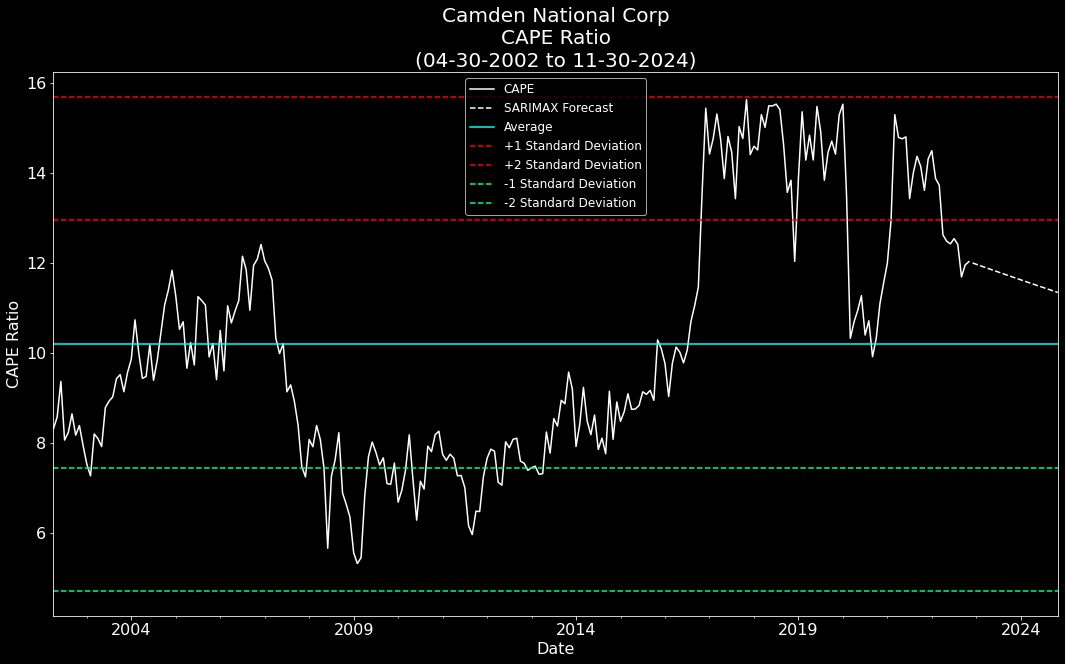 Camden National Corp
CAPE Ratio
(04-30-2002 to 11-30-2024)
CAPE
SARIMAX Forecast
Average
+1 Standard Deviation
+2 Standard Deviation
-1 Standard Deviation
-2 Standard Deviation
16
14
12
10
8
6
CAPE Ratio
2004
2009
2014
2019
2024
Date